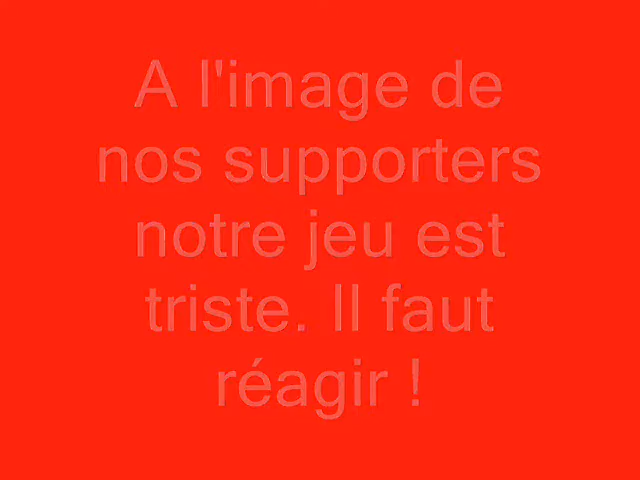 A l'image de
nos supporters
notre jeu est
triste. Il faut
réagir !